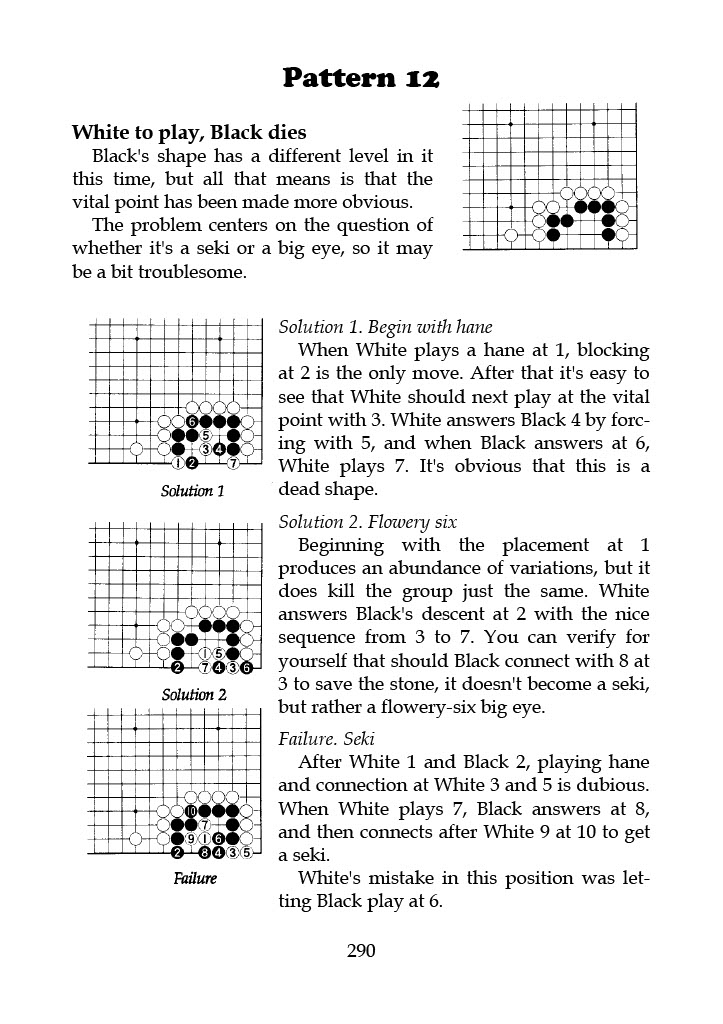 Pattern 12
White to play, Black dies
Black's shape has a different level in it
this time, but all that means is that the
vital point has been made more obvious.
The problem centers on the question of
whether it's a seki or a big eye, so it may
be a bit troublesome.
Solution 1. Begin with hane
When White plays a hane at 1, blocking
at 2 is the only move. After that it's easy to
see that White should next play at the vital
point with 3. White answers Black 4 by forc-
ing with 5, and when Black answers at 6,
White plays 7. It's obvious that this is a
dead shape.
6
5
3 4
1 2 7
Solution 1
Solution 2. Flowery six
Beginning with the placement at 1
produces an abundance of variations, but it
does kill the group just the same. White
answers Black's descent at 2 with the nice
sequence from 3 to 7. You can verify for
yourself that should Black connect with 8 at
3 to save the stone, it doesn't become a seki,
but rather a flowery-six big eye.
1 5
2 7 4 3 6
Solution 2
Failure. Seki
After White 1 and Black 2, playing hane
and connection at White 3 and 5 is dubious.
When White plays 7, Black answers at 8,
and then connects after White 9 at 10 to get
a seki.
White's mistake in this position was let-
ting Black play at 6.
10
7
9 1 6
2 8 4 3 5
Failure
290